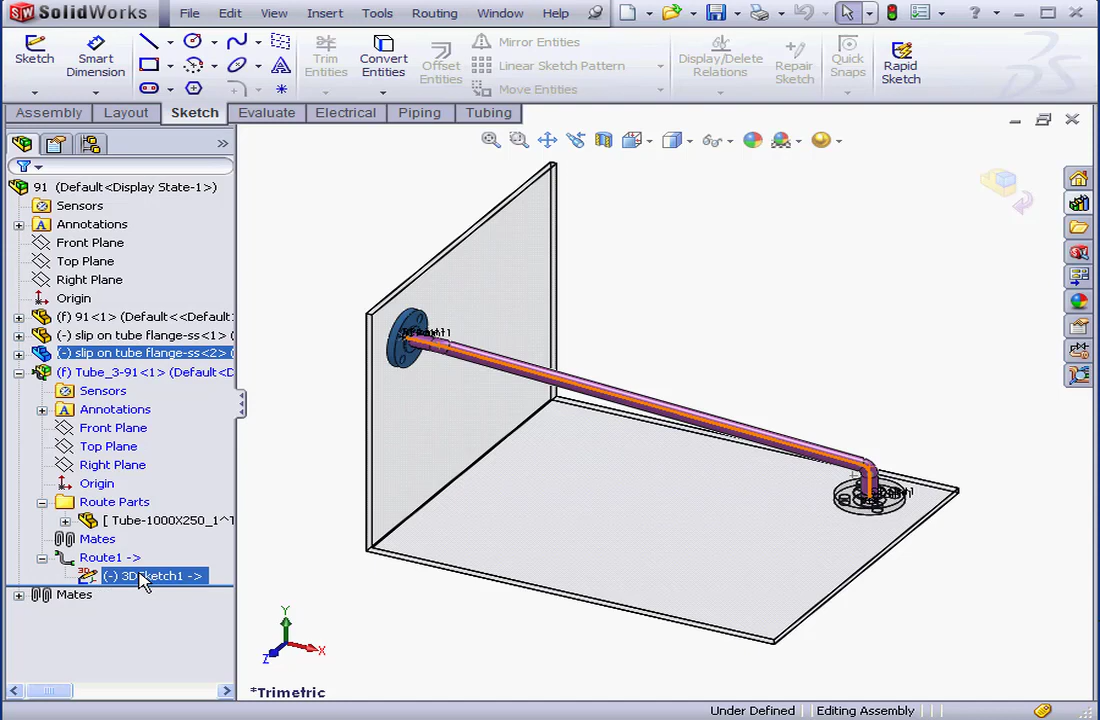 SolidWorks File Edit View Insert Tools Routing Window Help ?
Sketch Smart Dimension Trim Entities Convert Entities Offset Entities Mirror Entities Linear Sketch Pattern Move Entities Display/Delete Relations Repair Sketch Quick Snaps Rapid Sketch
Assembly Layout Sketch Evaluate Electrical Piping Tubing
91 (Default<Display State-1>)
Sensors
Annotations
Front Plane
Top Plane
Right Plane
Origin
(f) 91<1> (Default<<Default
(-) slip on tube flange-ss<1> (
(-) slip on tube flange-ss<2> (
(f) Tube_3-91<1> (Default<D
Sensors
Annotations
Front Plane
Top Plane
Right Plane
Origin
Route Parts
[ Tube-1000X250_1^T
Mates
Route1 ->
(-) 3DSketch1 ->
Mates
Y
X
Z
*Trimetric
Under Defined Editing Assembly